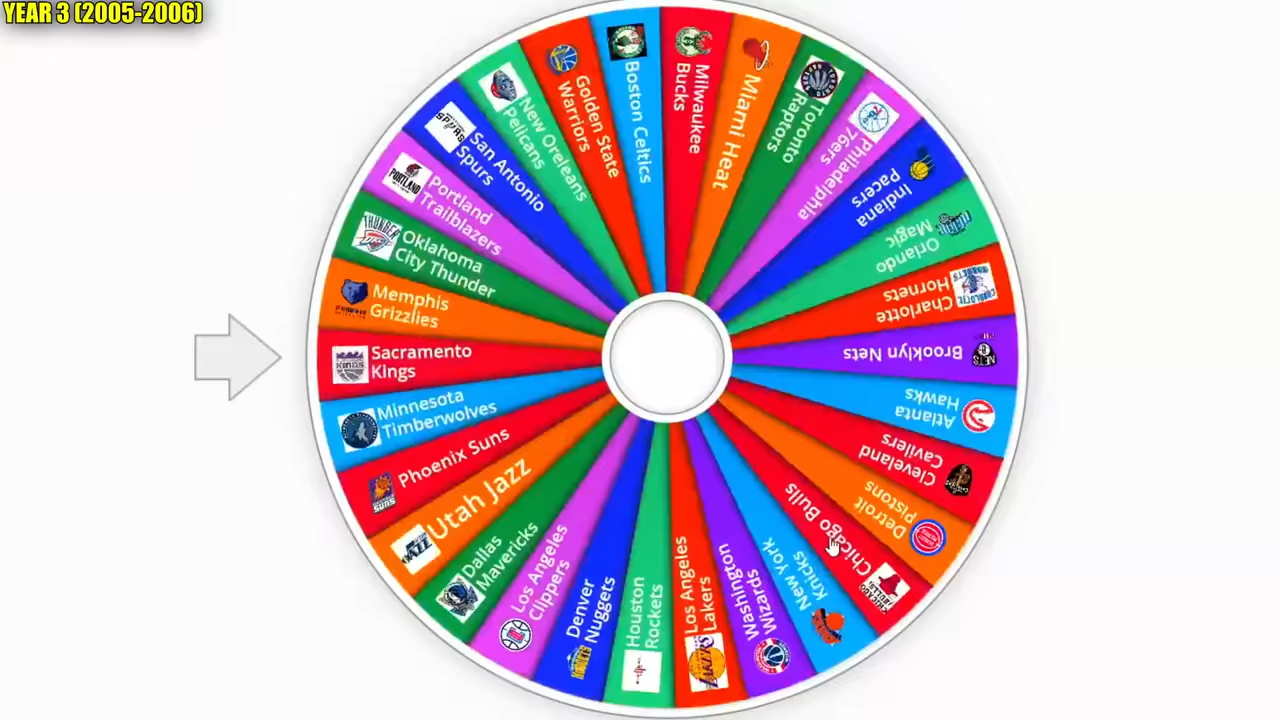 YEAR 3 (2005-2006)
Boston Celtics
Milwaukee
Bucks
Miami Heat
Toronto
Raptors
Philadelphia
76ers
Indiana
Pacers
Orlando
Magic
Charlotte
Hornets
Brooklyn Nets
Atlanta
Hawks
Cleveland
Cavilers
Detroit
Pistons
Chicago Bulls
New York
Knicks
Washington
Wizards
Los Angeles
Lakers
Houston
Rockets
Denver
Nuggets
Los Angeles
Clippers
Dallas
Mavericks
Utah Jazz
Phoenix Suns
Minnesota
Timberwolves
Sacramento
Kings
Memphis
Grizzlies
Oklahoma
City Thunder
Portland
Trailblazers
San Antonio
Spurs
New Oreleans
Pelicans
Golden State
Warriors